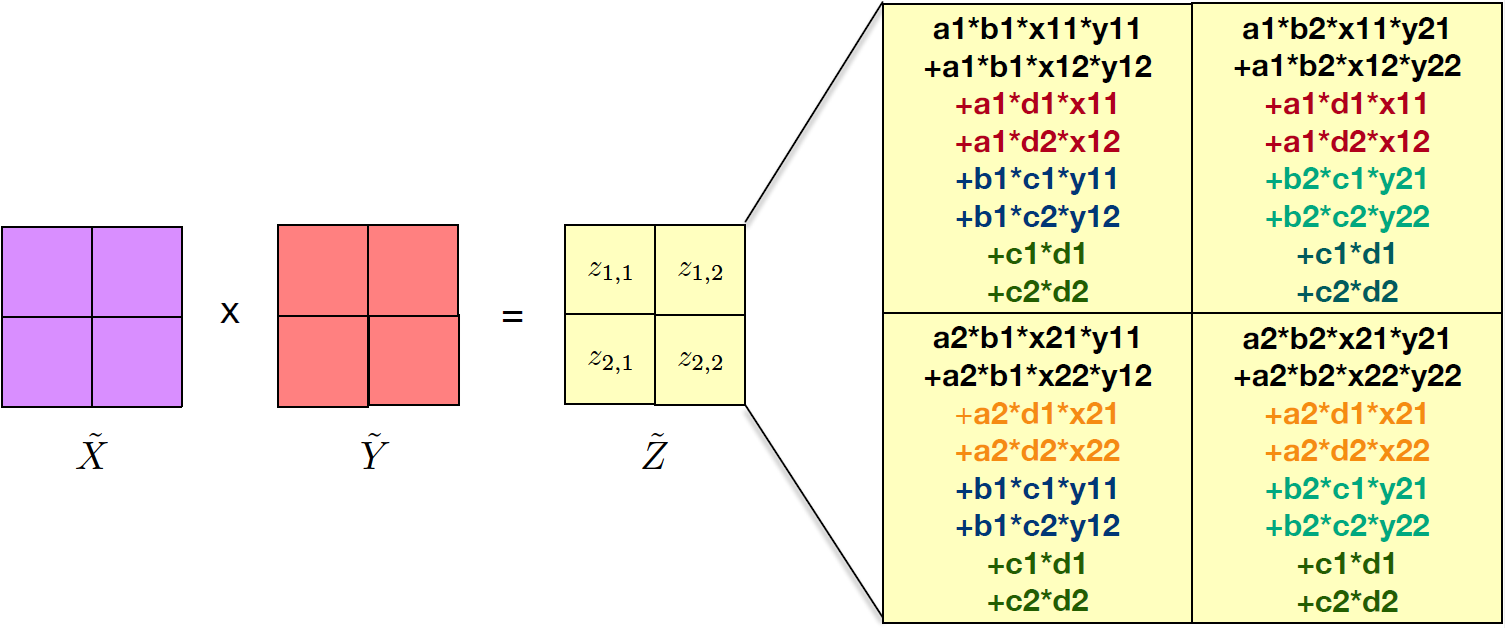 x
=
z1,1
z1,2
z2,1
z2,2
X̃
Ỹ
Z̃
a1*b1*x11*y11
+a1*b1*x12*y12
+a1*d1*x11
+a1*d2*x12
+b1*c1*y11
+b1*c2*y12
+c1*d1
+c2*d2
a1*b2*x11*y21
+a1*b2*x12*y22
+a1*d1*x11
+a1*d2*x12
+b2*c1*y21
+b2*c2*y22
+c1*d1
+c2*d2
a2*b1*x21*y11
+a2*b1*x22*y12
+a2*d1*x21
+a2*d2*x22
+b1*c1*y11
+b1*c2*y12
+c1*d1
+c2*d2
a2*b2*x21*y21
+a2*b2*x22*y22
+a2*d1*x21
+a2*d2*x22
+b2*c1*y21
+b2*c2*y22
+c1*d1
+c2*d2